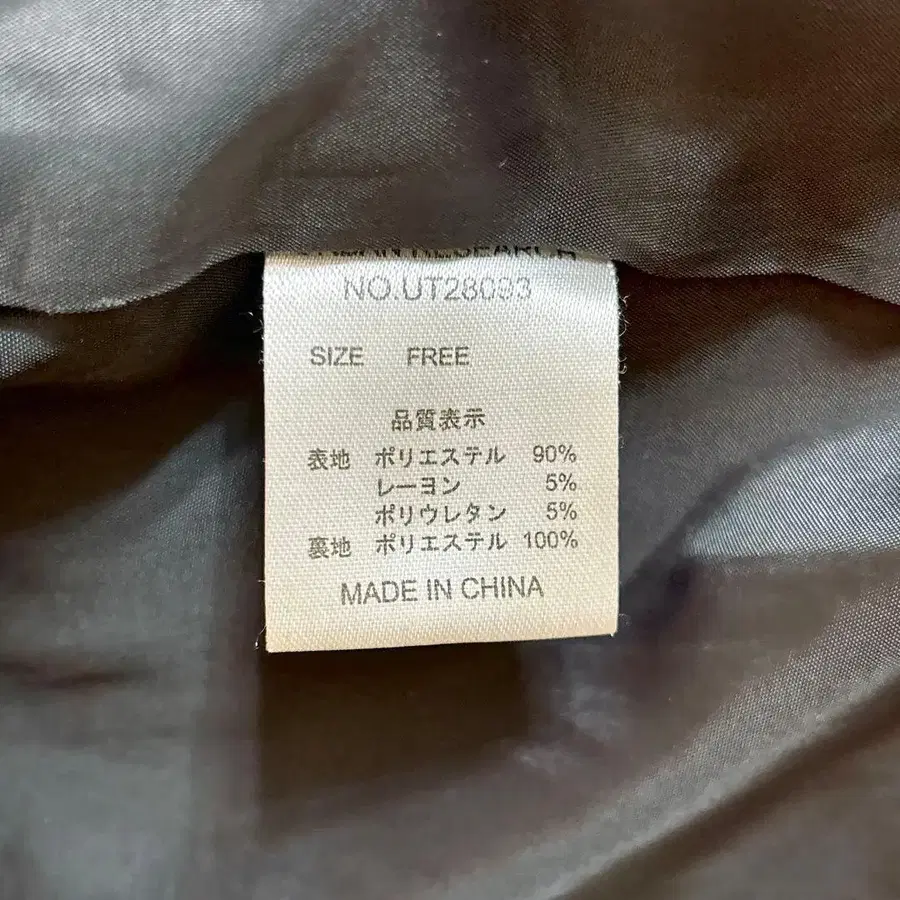 RESEARCH
NO.UT28093
SIZE FREE
品質表示
表地 ポリエステル 90%
レーヨン 5%
ポリウレタン 5%
裏地 ポリエステル 100%
MADE IN CHINA